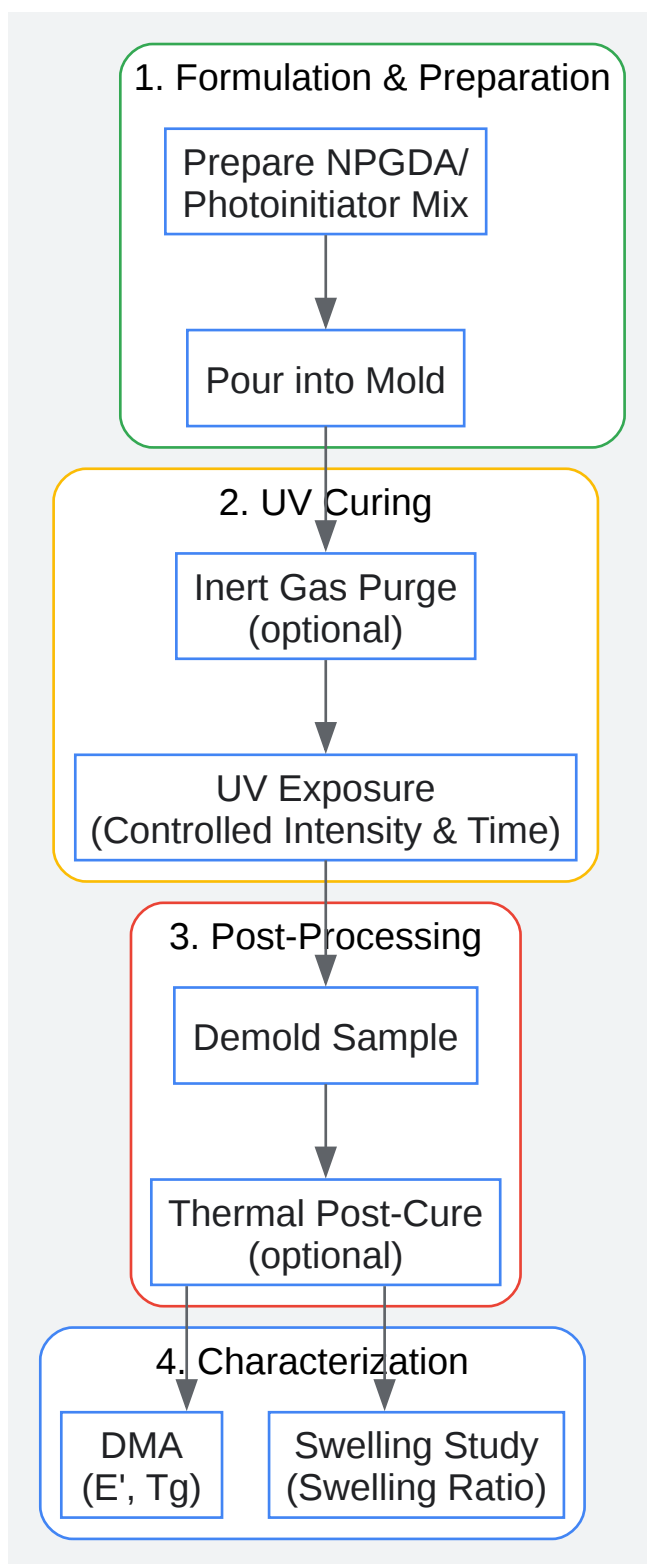 1. Formulation & Preparation
Prepare NPGDA/
Photoinitiator Mix
Pour into Mold
2. UV Curing
Inert Gas Purge
(optional)
UV Exposure
(Controlled Intensity & Time)
3. Post-Processing
Demold Sample
Thermal Post-Cure
(optional)
4. Characterization
DMA
(E', Tg)
Swelling Study
(Swelling Ratio)